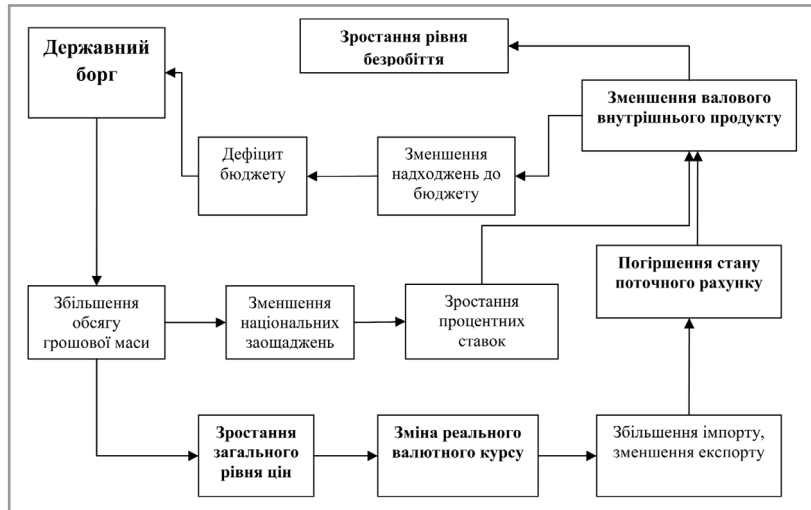 Державний
борг
Зростання рівня
безробіття
Зменшення валового
внутрішнього продукту
Дефіцит
бюджету
Зменшення
надходжень до
бюджету
Погіршення стану
поточного рахунку
Збільшення
обсягу
грошової маси
Зменшення
національних
заощаджень
Зростання
процентних
ставок
Зростання
загального
рівня цін
Зміна реального
валютного курсу
Збільшення імпорту,
зменшення експорту